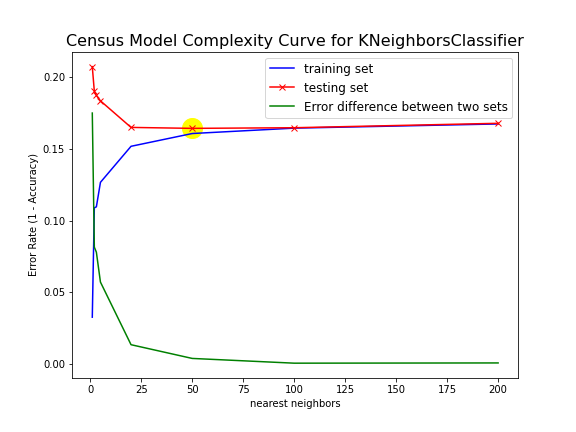 Census Model Complexity Curve for KNeighborsClassifier
training set
testing set
Error difference between two sets
Error Rate (1 - Accuracy)
0.20
0.15
0.10
0.05
0.00
0 25 50 75 100 125 150 175 200
nearest neighbors